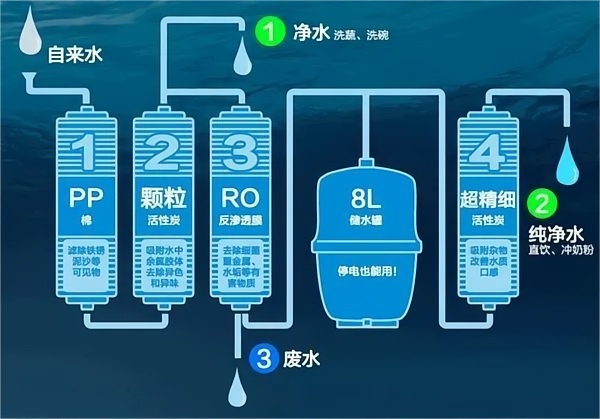 自来水
1 净水 洗蔬、洗碗
1
PP
棉
滤除铁锈
泥沙等
可见物
2
颗粒
活性炭
吸附水中
余氯胶体
去除异色
和异味
3
RO
反渗透膜
去除细菌
重金属、
水垢等有
害物质
8L
储水罐
停电也能用!
4
超精细
活性炭
吸附杂物
改善水质
口感
2
纯净水
直饮、冲奶粉
3 废水